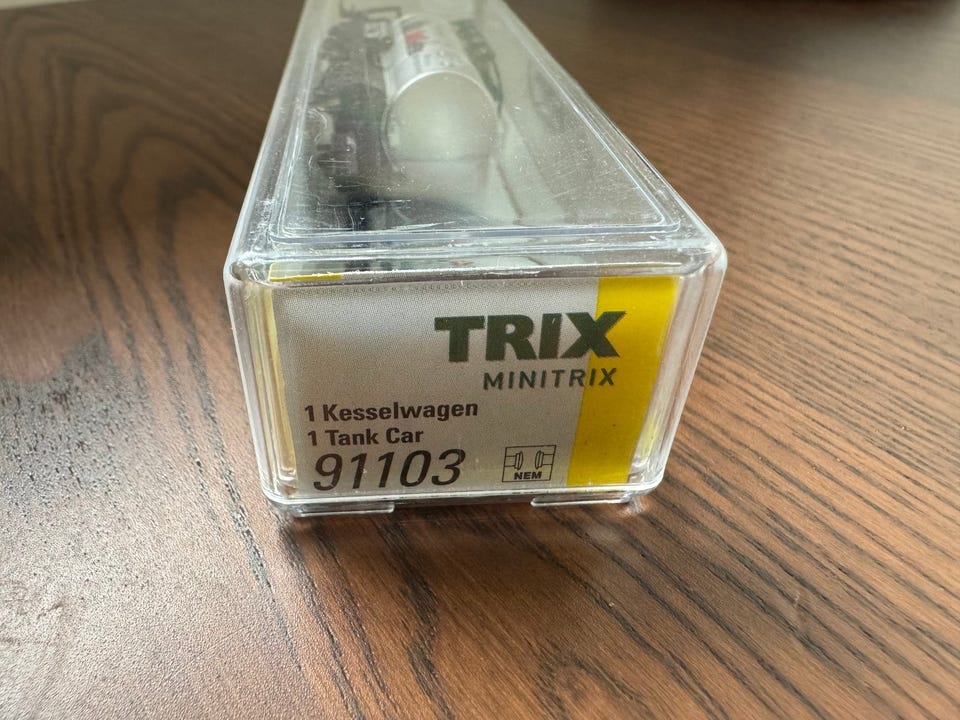 TRIX
MINITRIX
1 Kesselwagen
1 Tank Car
91103
NEM